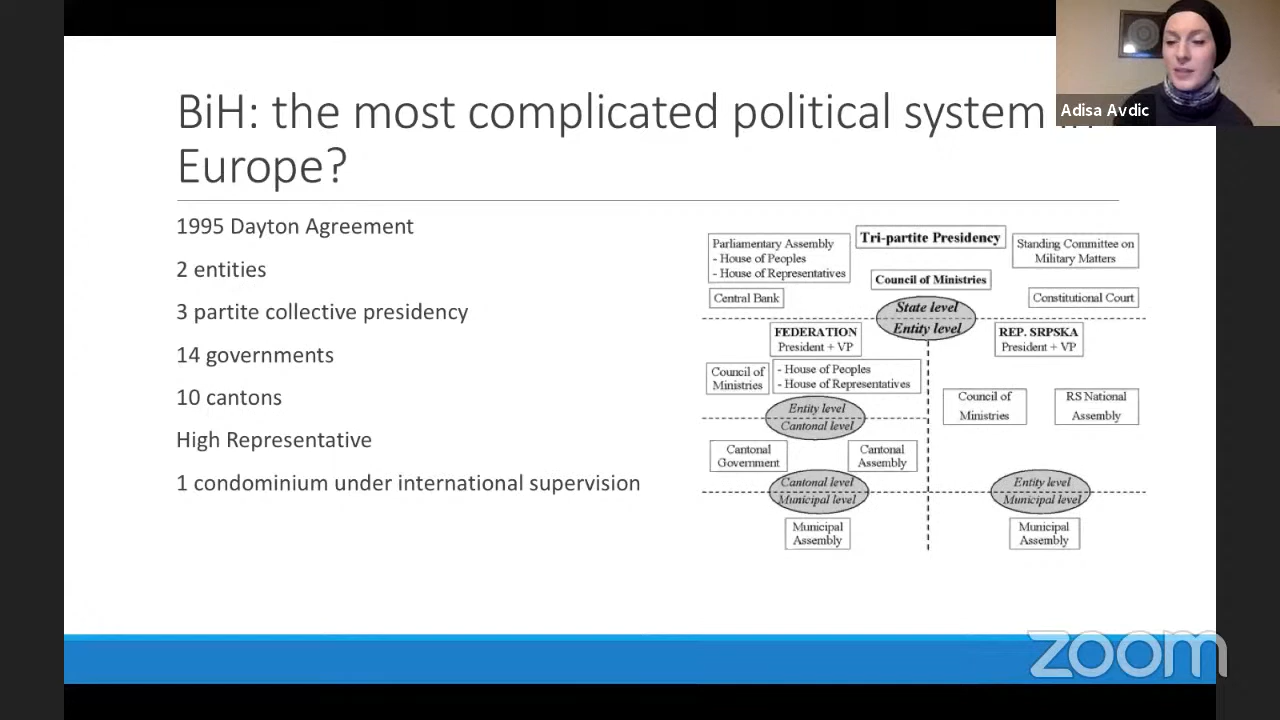 BiH: the most complicated political system in
Europe?
Adisa Avdic
1995 Dayton Agreement
2 entities
3 partite collective presidency
14 governments
10 cantons
High Representative
1 condominium under international supervision
Parliamentary Assembly
- House of Peoples
- House of Representatives
Tri-partite Presidency
Standing Committee on
Military Matters
Council of Ministries
Central Bank
Constitutional Court
State level
Entity level
FEDERATION
President + VP
REP. SRPSKA
President + VP
Council of
Ministries
- House of Peoples
- House of Representatives
Council of
Ministries
RS National
Assembly
Entity level
Cantonal level
Cantonal
Government
Cantonal
Assembly
Cantonal level
Municipal level
Entity level
Municipal level
Municipal
Assembly
Municipal
Assembly
zoom